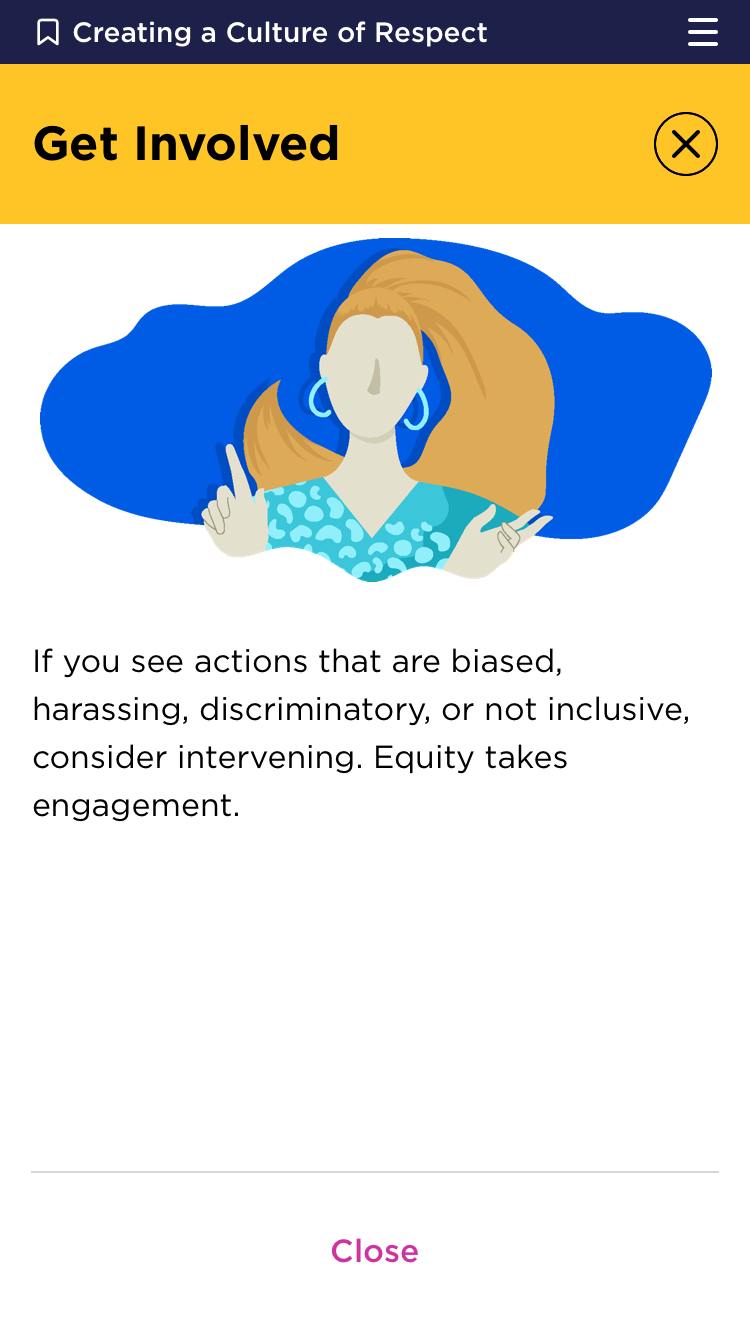 Creating a Culture of Respect
Get Involved
If you see actions that are biased,
harassing, discriminatory, or not inclusive,
consider intervening. Equity takes
engagement.
Close